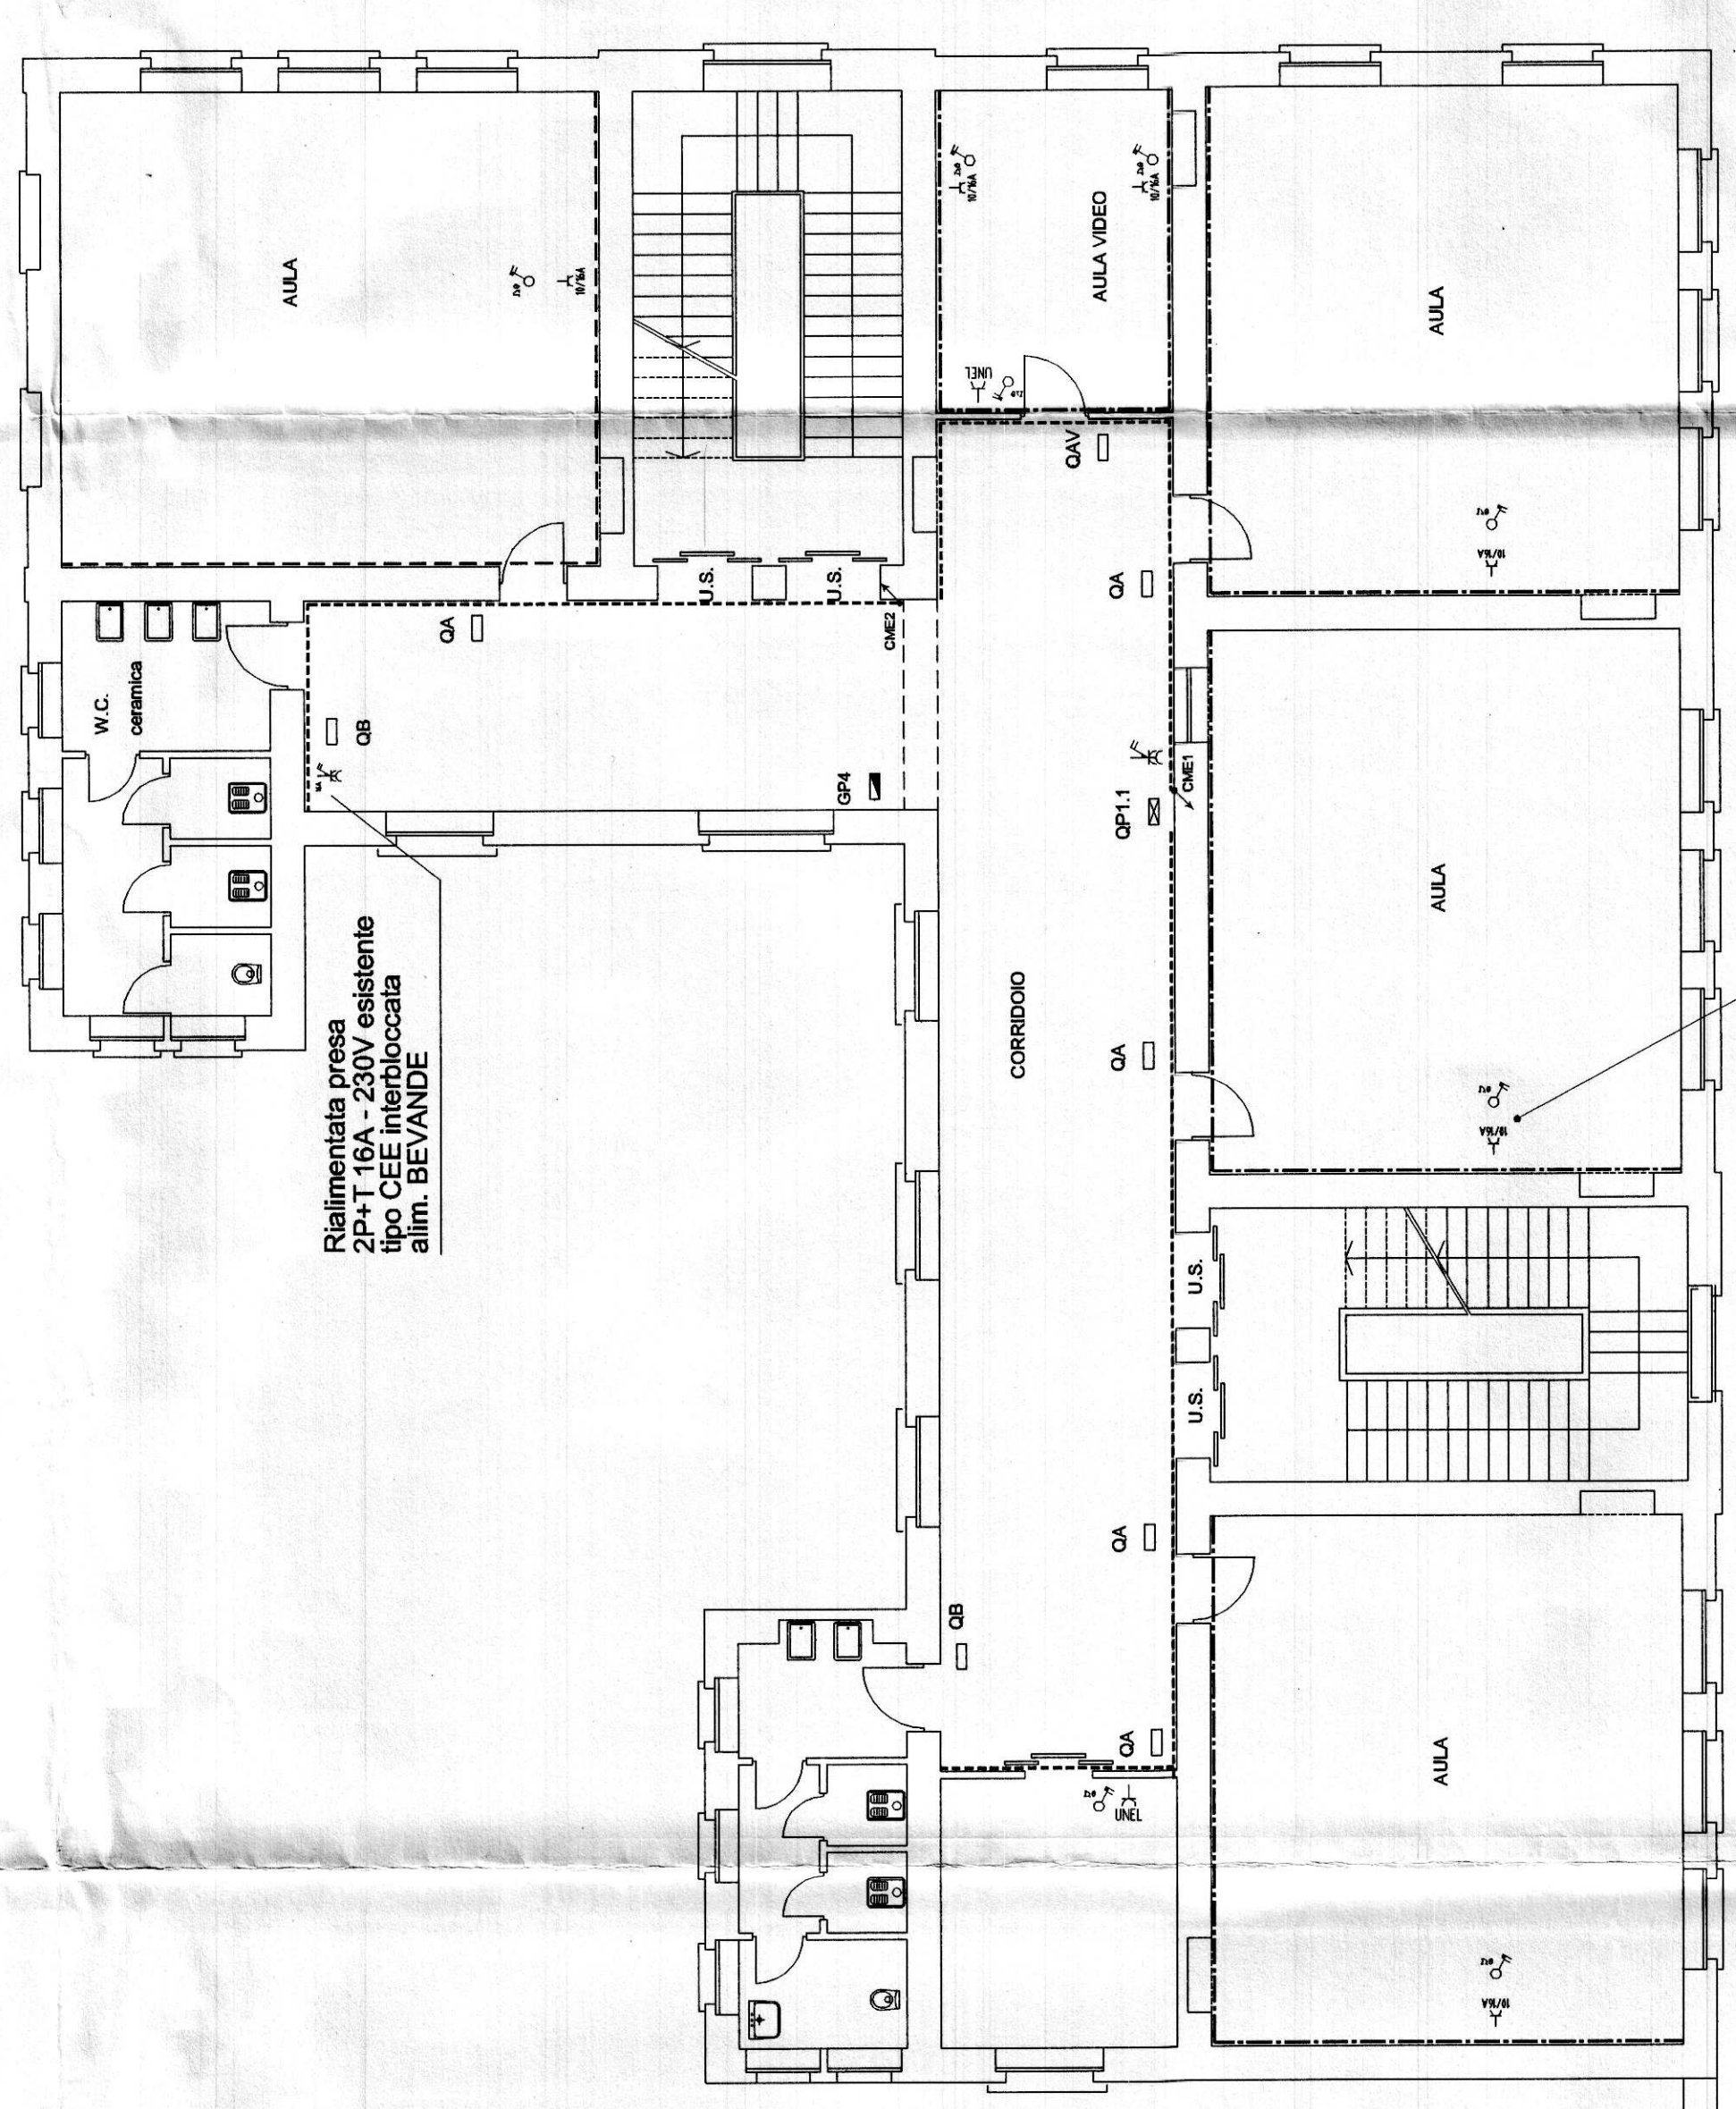 AULA
10/16A
AULA VIDEO
10/16A
10/16A
UNEL
AULA
10/16A
W.C.
ceramica
QA
QB
U.S.
U.S.
CME2
GP4
QAV
QA
QP1.1
CME1
Rialimentata presa
2P+T 16A - 230V esistente
tipo CEE interbloccata
alim. BEVANDE
CORRIDOIO
QA
AULA
10/16A
U.S.
U.S.
QA
QB
QA
UNEL
AULA
10/16A